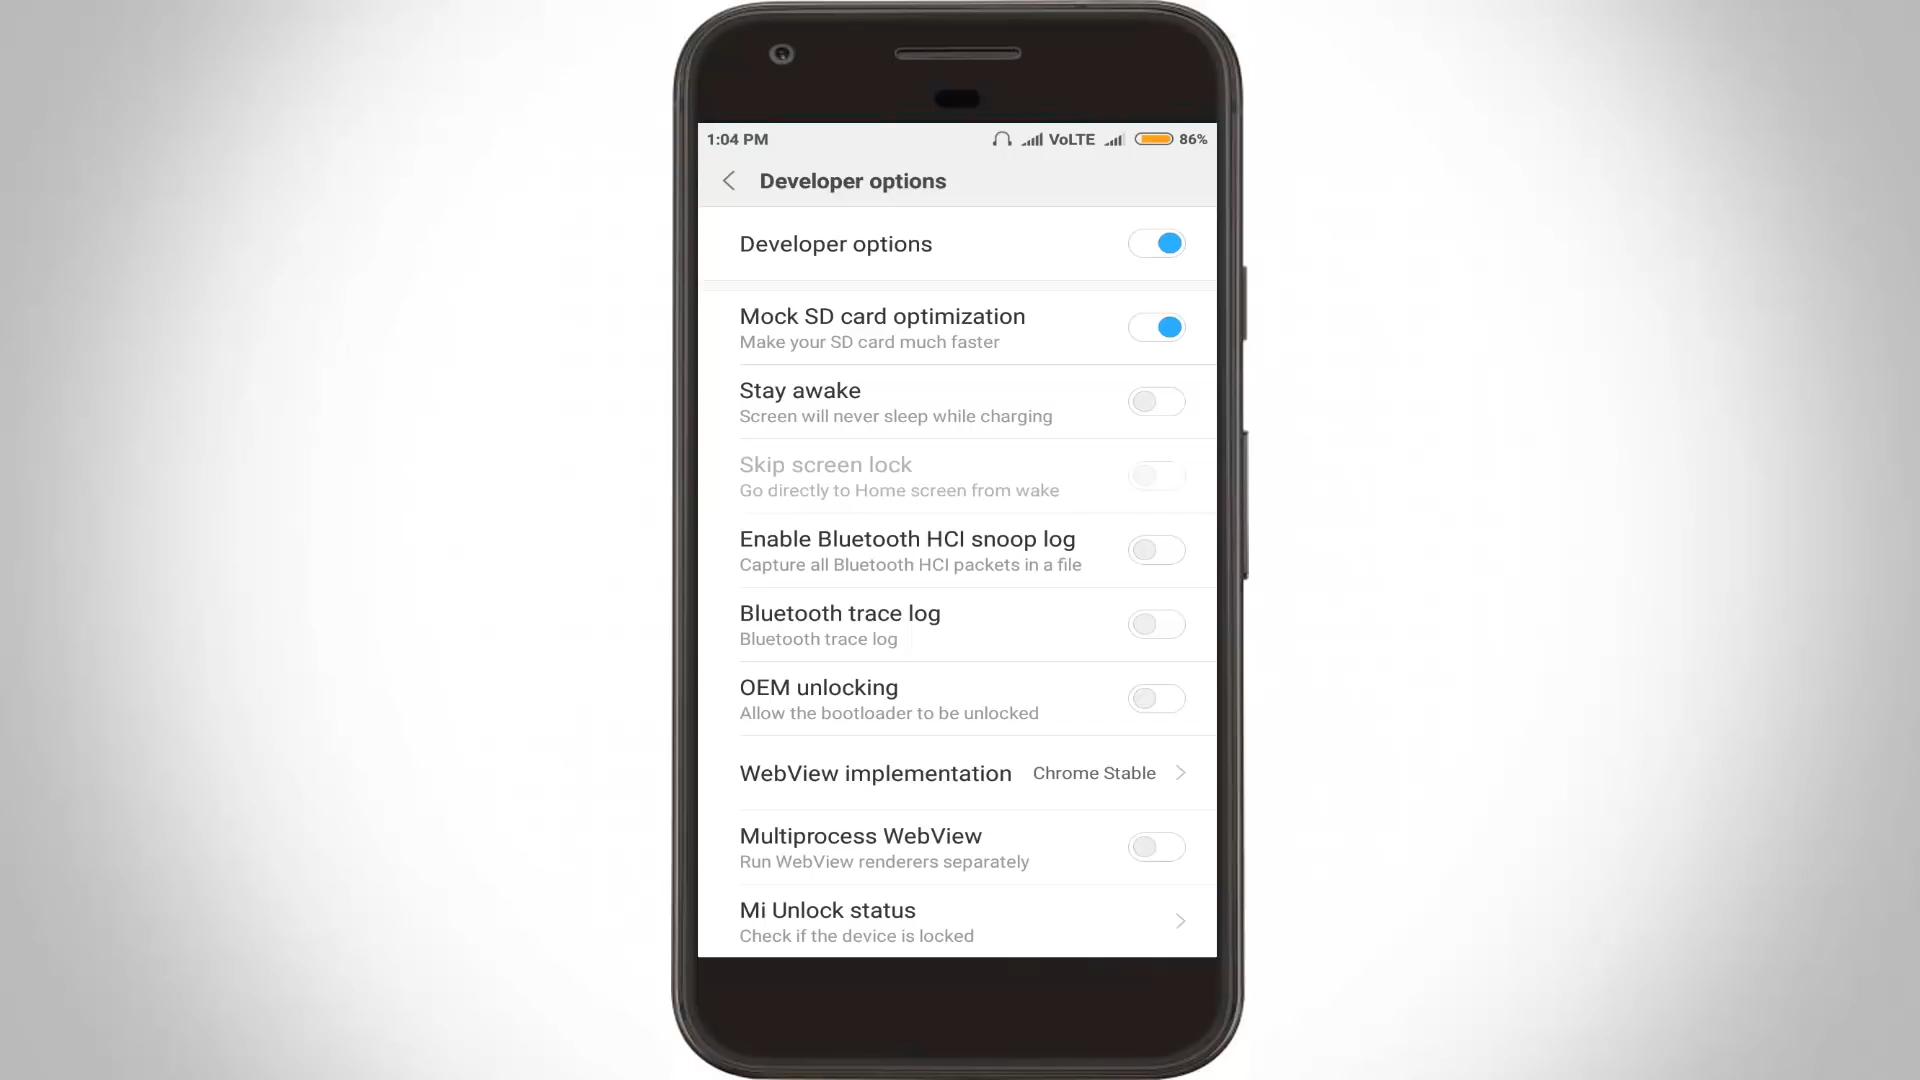 1:04 PM VoLTE 86%
Developer options
Developer options
Mock SD card optimization
Make your SD card much faster
Stay awake
Screen will never sleep while charging
Skip screen lock
Go directly to Home screen from wake
Enable Bluetooth HCI snoop log
Capture all Bluetooth HCI packets in a file
Bluetooth trace log
Bluetooth trace log
OEM unlocking
Allow the bootloader to be unlocked
WebView implementation Chrome Stable
Multiprocess WebView
Run WebView renderers separately
Mi Unlock status
Check if the device is locked